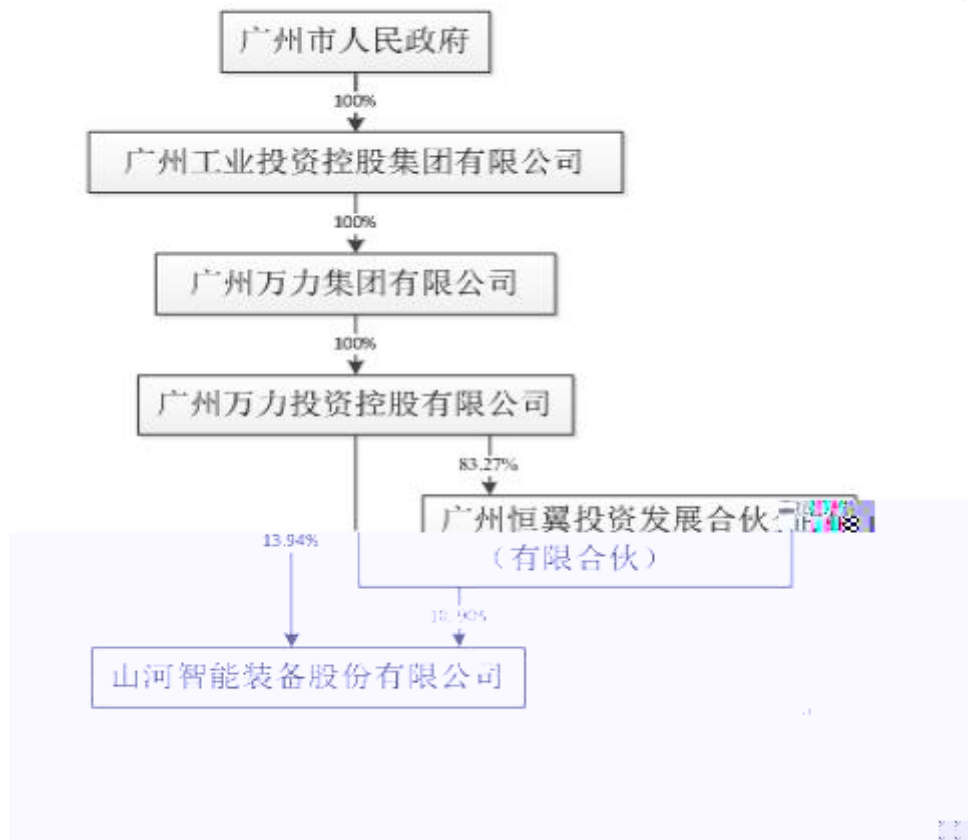 广州市人民政府
100%
广州工业投资控股集团有限公司
100%
广州万力集团有限公司
100%
广州万力投资控股有限公司
83.27%
广州恒翼投资发展合伙
13.94%
（有限合伙）
山河智能装备股份有限公司